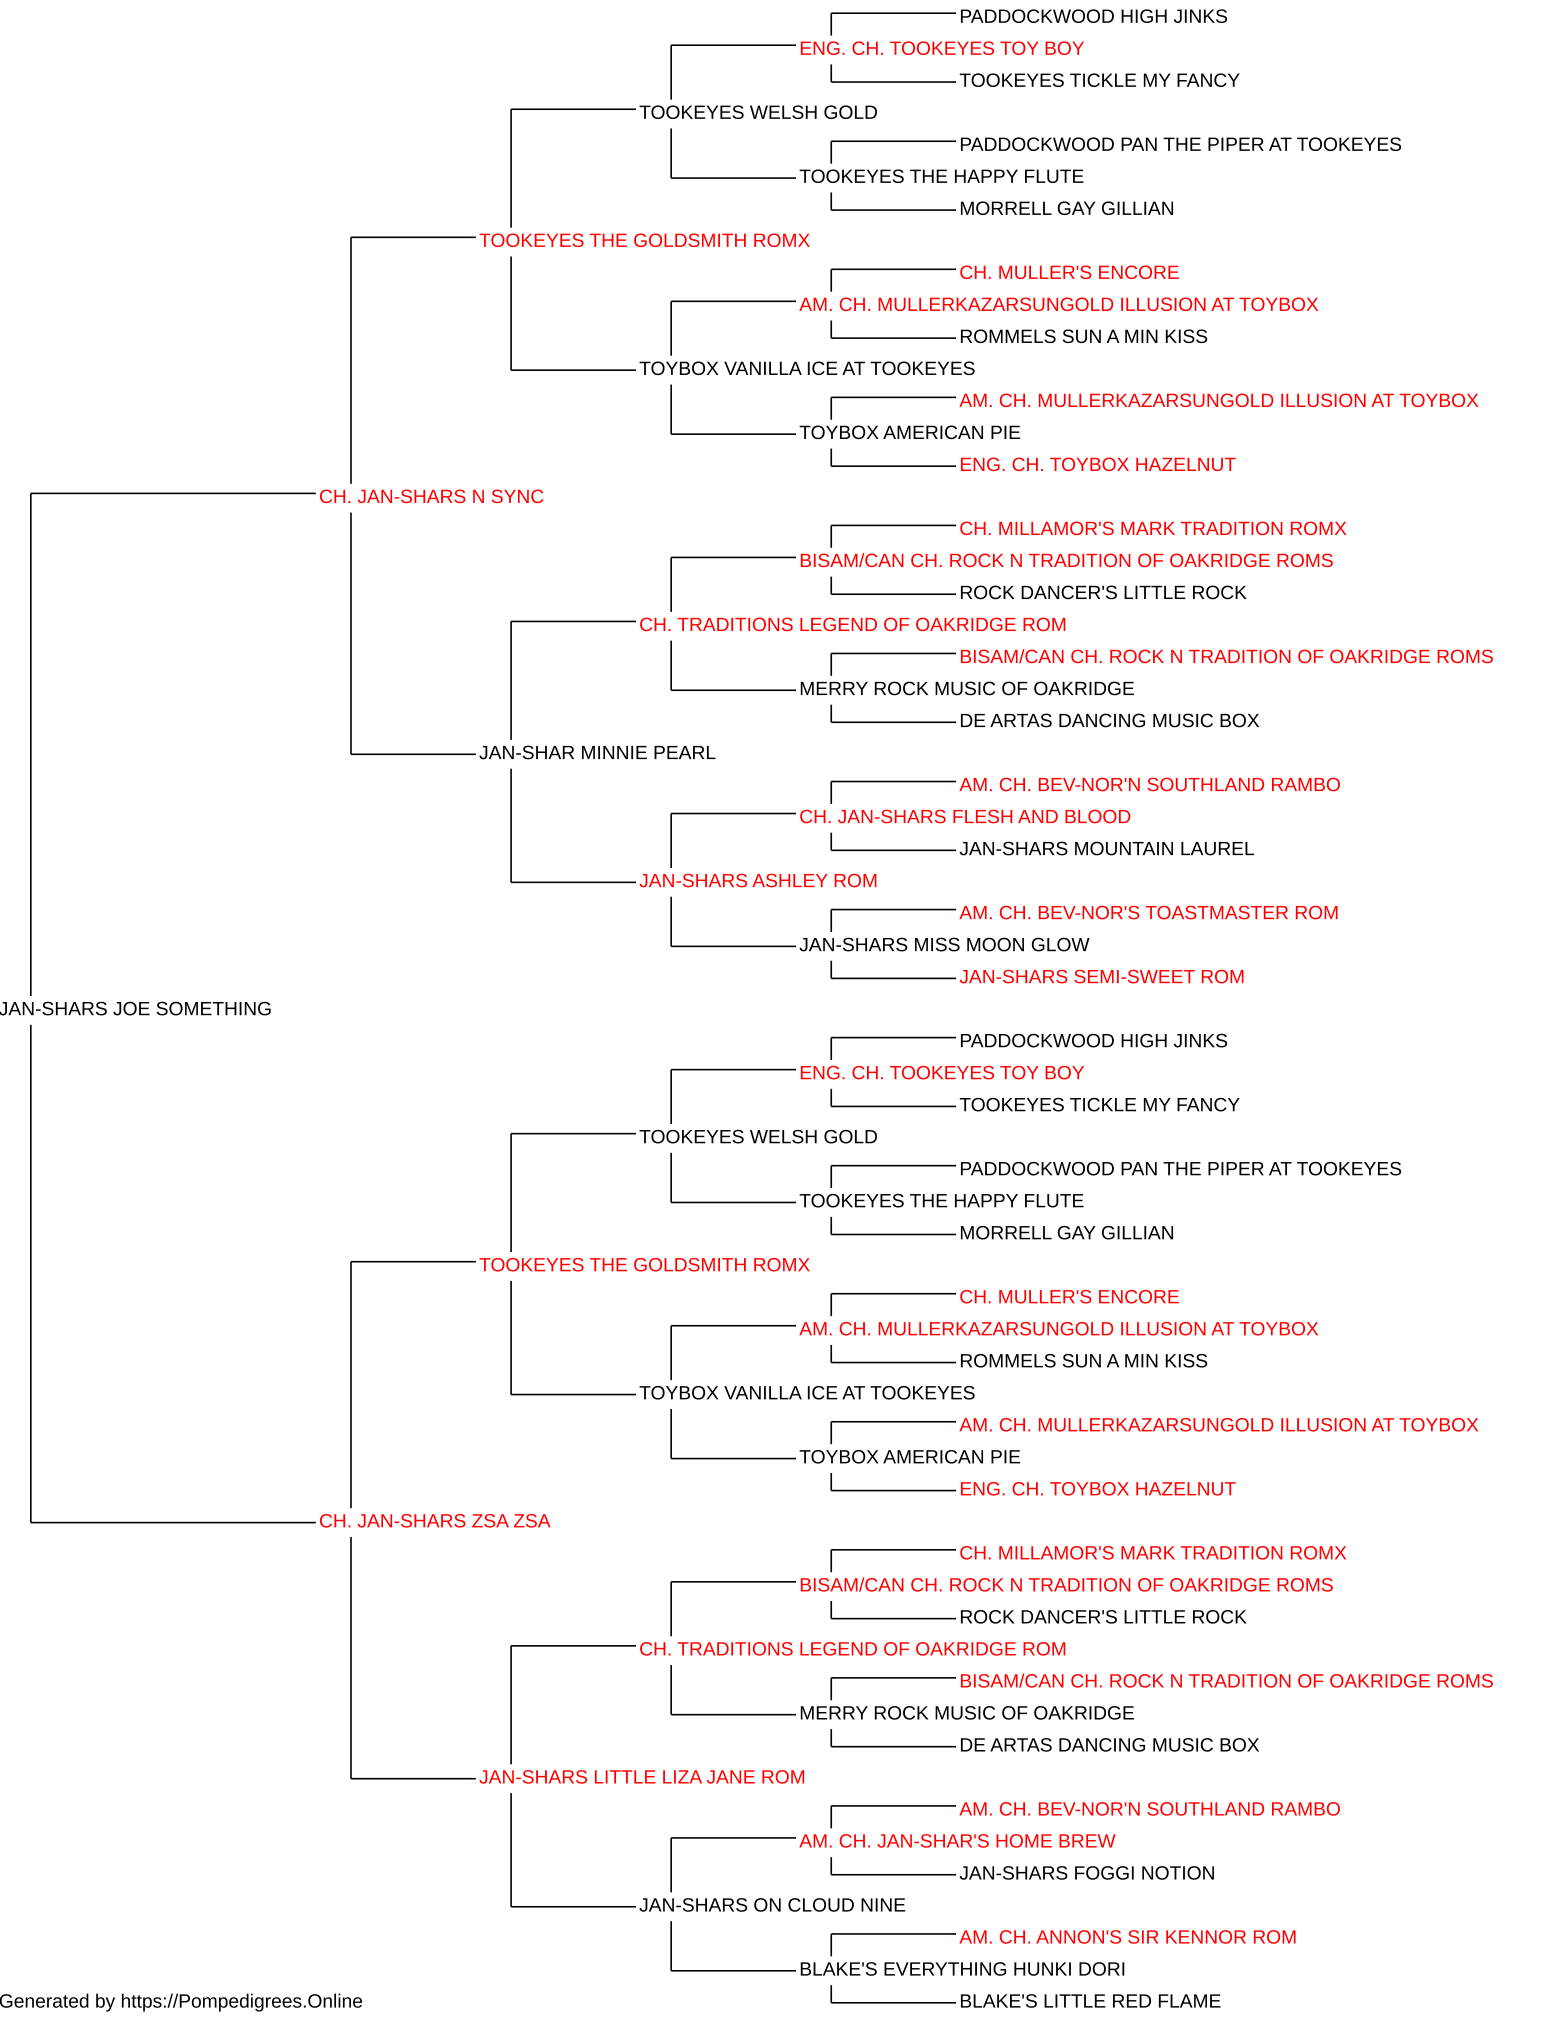 PADDOCKWOOD HIGH JINKS
ENG. CH. TOOKEYES TOY BOY
TOOKEYES TICKLE MY FANCY
TOOKEYES WELSH GOLD
PADDOCKWOOD PAN THE PIPER AT TOOKEYES
TOOKEYES THE HAPPY FLUTE
MORRELL GAY GILLIAN
TOOKEYES THE GOLDSMITH ROMX
CH. MULLER'S ENCORE
AM. CH. MULLERKAZARSUNGOLD ILLUSION AT TOYBOX
ROMMELS SUN A MIN KISS
TOYBOX VANILLA ICE AT TOOKEYES
AM. CH. MULLERKAZARSUNGOLD ILLUSION AT TOYBOX
TOYBOX AMERICAN PIE
ENG. CH. TOYBOX HAZELNUT
CH. JAN-SHARS N SYNC
CH. MILLAMOR'S MARK TRADITION ROMX
BISAM/CAN CH. ROCK N TRADITION OF OAKRIDGE ROMS
ROCK DANCER'S LITTLE ROCK
CH. TRADITIONS LEGEND OF OAKRIDGE ROM
BISAM/CAN CH. ROCK N TRADITION OF OAKRIDGE ROMS
MERRY ROCK MUSIC OF OAKRIDGE
DE ARTAS DANCING MUSIC BOX
JAN-SHAR MINNIE PEARL
AM. CH. BEV-NOR'N SOUTHLAND RAMBO
CH. JAN-SHARS FLESH AND BLOOD
JAN-SHARS MOUNTAIN LAUREL
JAN-SHARS ASHLEY ROM
AM. CH. BEV-NOR'S TOASTMASTER ROM
JAN-SHARS MISS MOON GLOW
JAN-SHARS SEMI-SWEET ROM
JAN-SHARS JOE SOMETHING
PADDOCKWOOD HIGH JINKS
ENG. CH. TOOKEYES TOY BOY
TOOKEYES TICKLE MY FANCY
TOOKEYES WELSH GOLD
PADDOCKWOOD PAN THE PIPER AT TOOKEYES
TOOKEYES THE HAPPY FLUTE
MORRELL GAY GILLIAN
TOOKEYES THE GOLDSMITH ROMX
CH. MULLER'S ENCORE
AM. CH. MULLERKAZARSUNGOLD ILLUSION AT TOYBOX
ROMMELS SUN A MIN KISS
TOYBOX VANILLA ICE AT TOOKEYES
AM. CH. MULLERKAZARSUNGOLD ILLUSION AT TOYBOX
TOYBOX AMERICAN PIE
ENG. CH. TOYBOX HAZELNUT
CH. JAN-SHARS ZSA ZSA
CH. MILLAMOR'S MARK TRADITION ROMX
BISAM/CAN CH. ROCK N TRADITION OF OAKRIDGE ROMS
ROCK DANCER'S LITTLE ROCK
CH. TRADITIONS LEGEND OF OAKRIDGE ROM
BISAM/CAN CH. ROCK N TRADITION OF OAKRIDGE ROMS
MERRY ROCK MUSIC OF OAKRIDGE
DE ARTAS DANCING MUSIC BOX
JAN-SHARS LITTLE LIZA JANE ROM
AM. CH. BEV-NOR'N SOUTHLAND RAMBO
AM. CH. JAN-SHAR'S HOME BREW
JAN-SHARS FOGGI NOTION
JAN-SHARS ON CLOUD NINE
AM. CH. ANNON'S SIR KENNOR ROM
BLAKE'S EVERYTHING HUNKI DORI
BLAKE'S LITTLE RED FLAME
Generated by https://Pompedigrees.Online